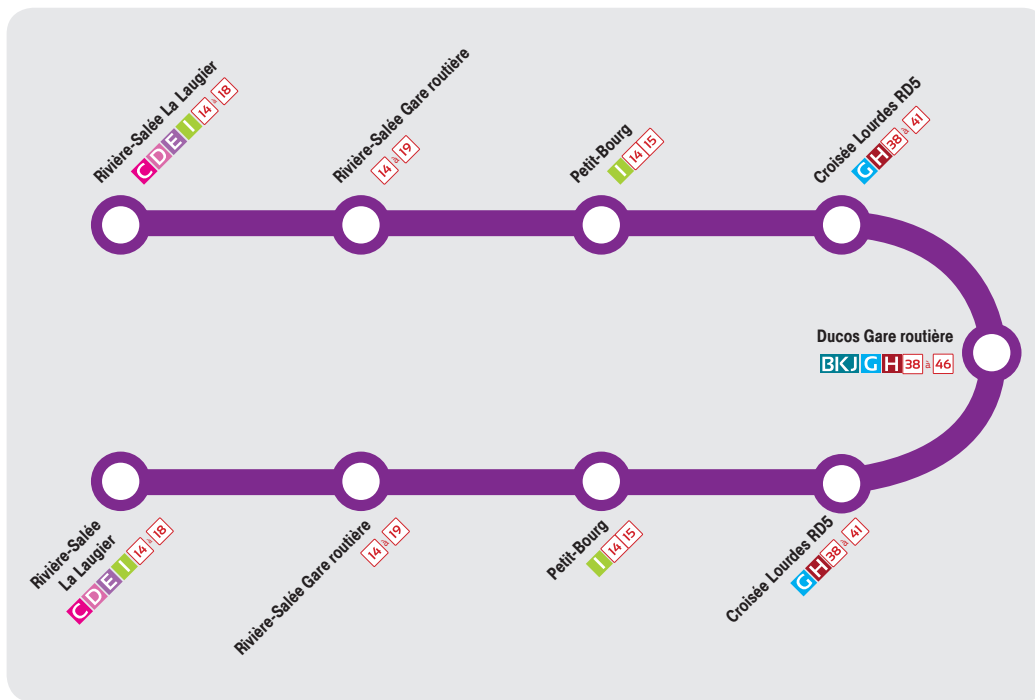 Rivière-Salée La Laugier
C D E I 14 à 18
Rivière-Salée Gare routière
14 à 19
Petit-Bourg
I 14 15
Croisée Lourdes RD5
G H 38 à 41
Ducos Gare routière
BKJ G H 38 à 46
Rivière-Salée
La Laugier
C D E I 14 à 18
Rivière-Salée Gare routière
14 à 19
Petit-Bourg
I 14 15
Croisée Lourdes RD5
G H 38 à 41